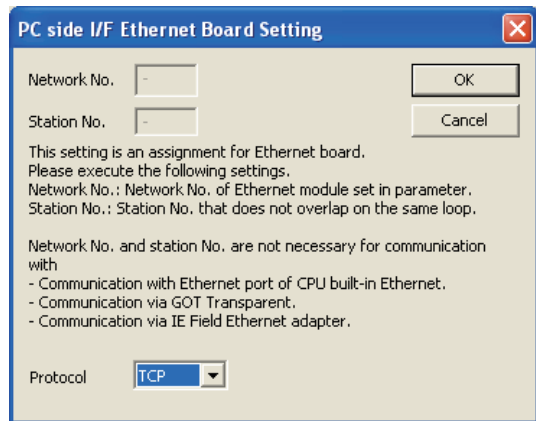 PC side I/F Ethernet Board Setting
Network No. -
OK
Station No. -
Cancel
This setting is an assignment for Ethernet board.
Please execute the following settings.
Network No.: Network No. of Ethernet module set in parameter.
Station No.: Station No. that does not overlap on the same loop.
Network No. and station No. are not necessary for communication
with
- Communication with Ethernet port of CPU built-in Ethernet.
- Communication via GOT Transparent.
- Communication via IE Field Ethernet adapter.
Protocol TCP